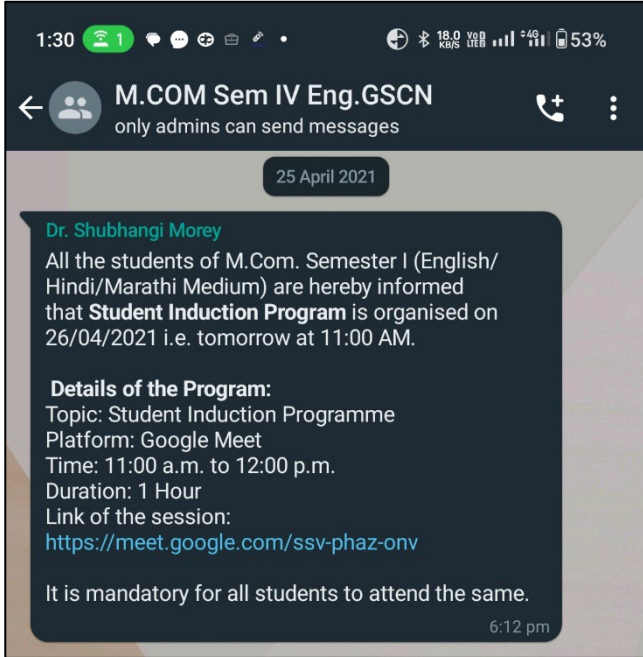 1:30 1 18.0 KB/S VoD LTEB +4G 53%
M.COM Sem IV Eng.GSCN
only admins can send messages
25 April 2021
Dr. Shubhangi Morey
All the students of M.Com. Semester I (English/
Hindi/Marathi Medium) are hereby informed
that Student Induction Program is organised on
26/04/2021 i.e. tomorrow at 11:00 AM.
Details of the Program:
Topic: Student Induction Programme
Platform: Google Meet
Time: 11:00 a.m. to 12:00 p.m.
Duration: 1 Hour
Link of the session:
https://meet.google.com/ssv-phaz-onv
It is mandatory for all students to attend the same.
6:12 pm